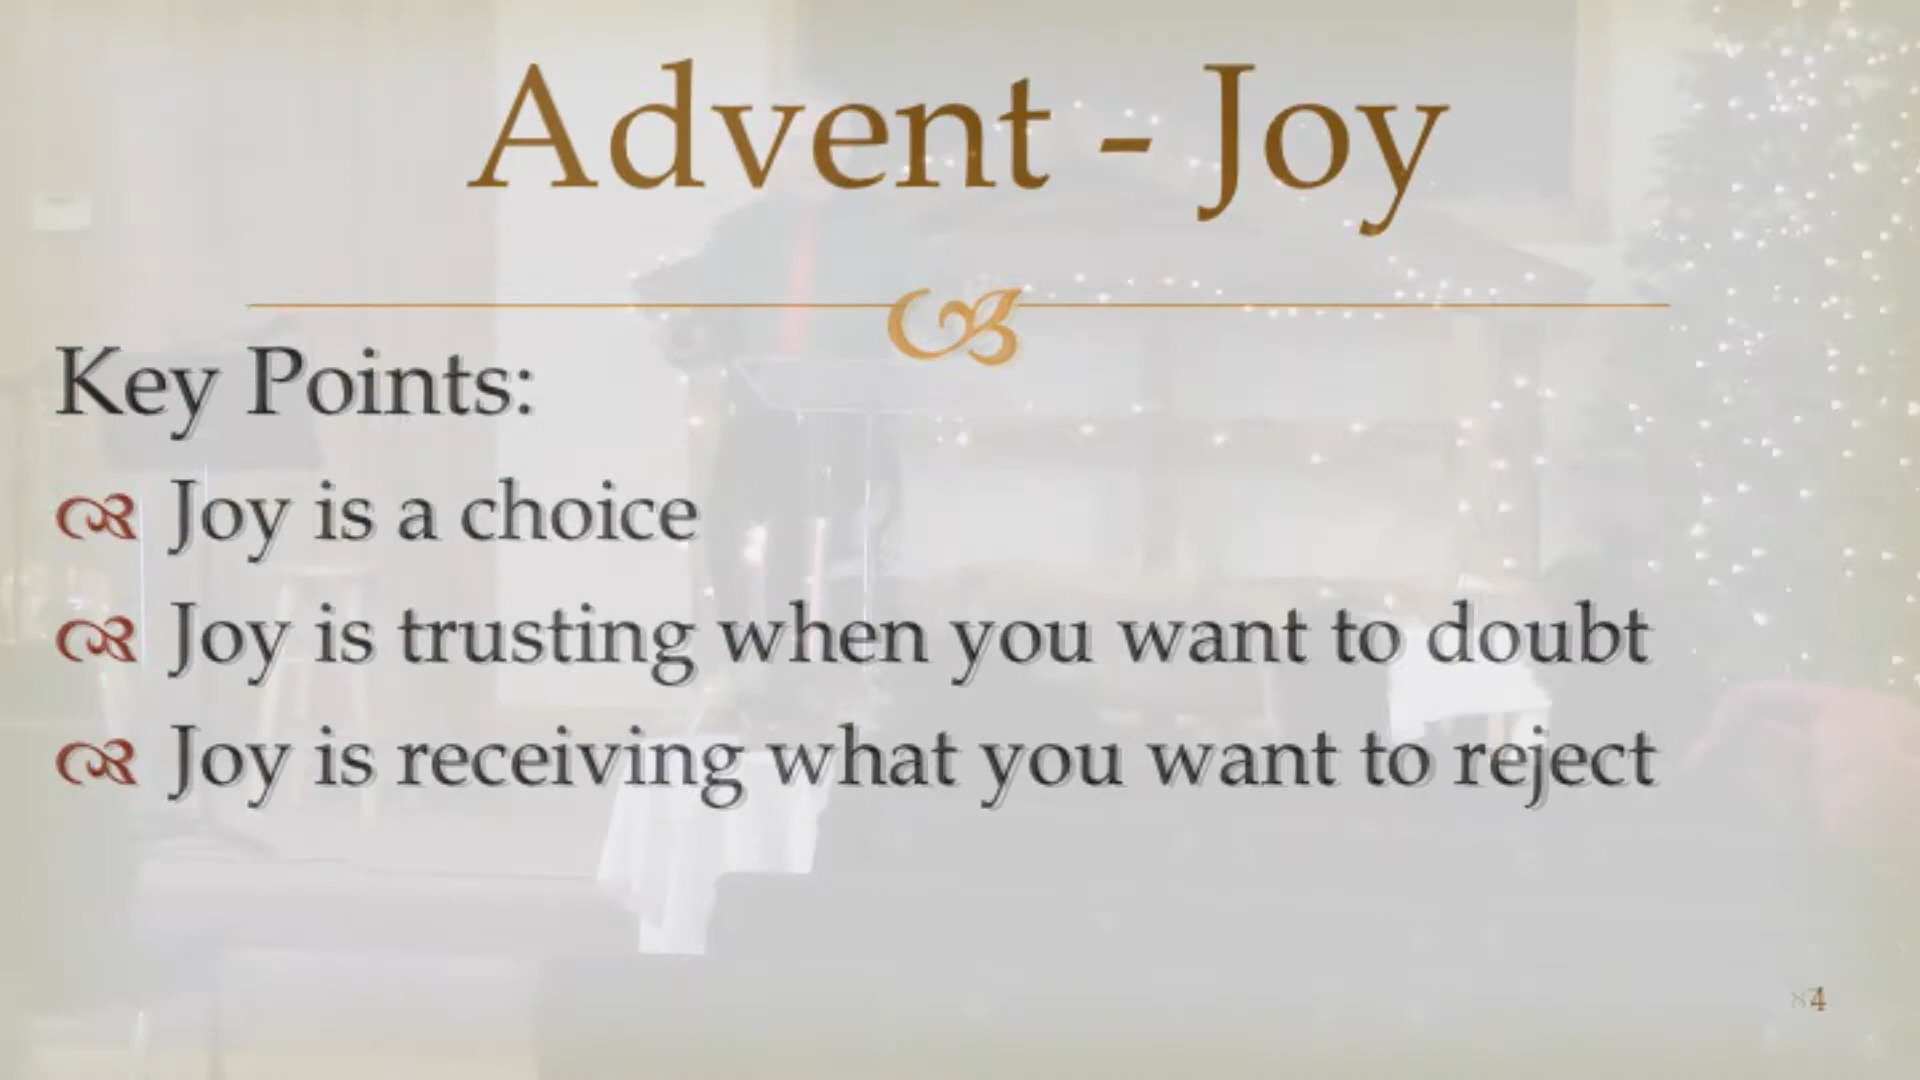 Advent - Joy
Key Points:
Joy is a choice
Joy is trusting when you want to doubt
Joy is receiving what you want to reject